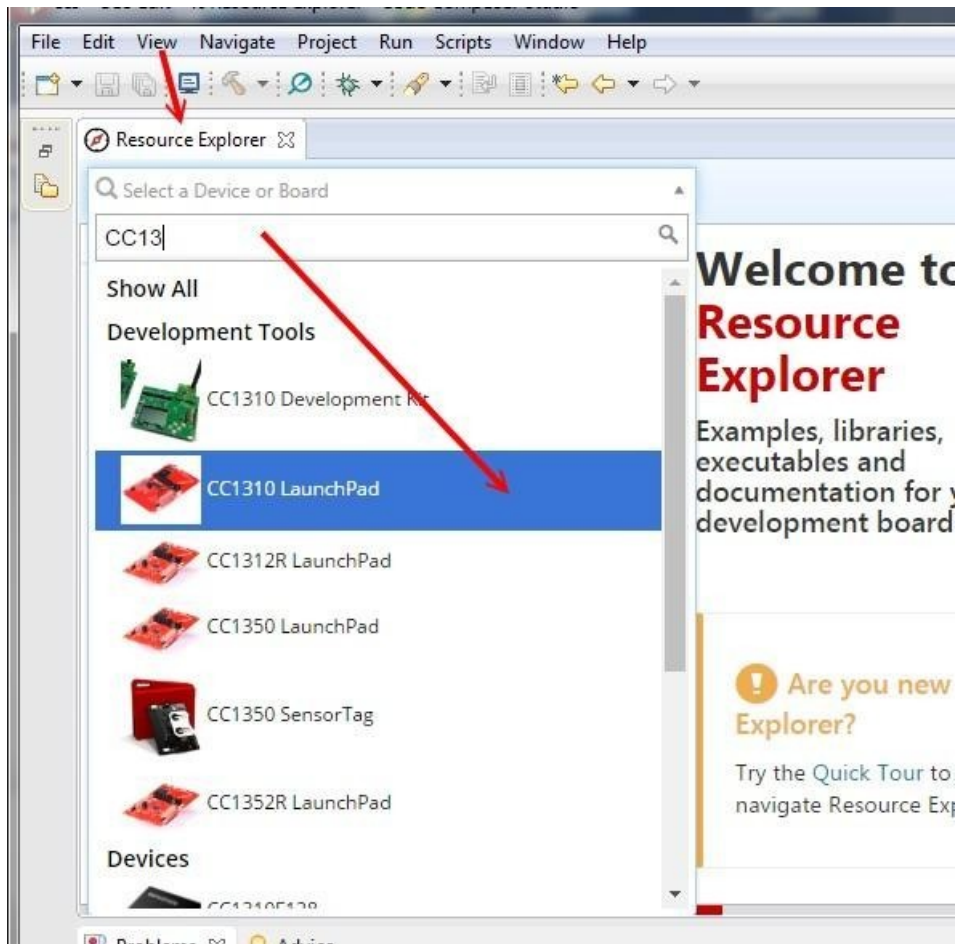 File Edit View Navigate Project Run Scripts Window Help
Resource Explorer
Select a Device or Board
CC13
Show All
Development Tools
CC1310 Development Kit
CC1310 LaunchPad
CC1312R LaunchPad
CC1350 LaunchPad
CC1350 SensorTag
CC1352R LaunchPad
Devices
CC1310F128
Welcome to
Resource
Explorer
Examples, libraries,
executables and
documentation for
development board
Are you new
Explorer?
Try the Quick Tour to
navigate Resource Exp
Problems
Advice